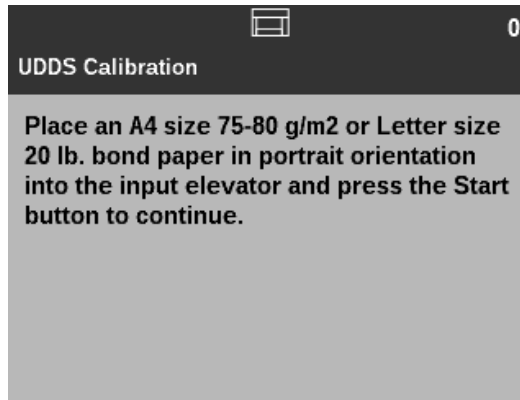 0
UDDS Calibration
Place an A4 size 75-80 g/m2 or Letter size
20 lb. bond paper in portrait orientation
into the input elevator and press the Start
button to continue.